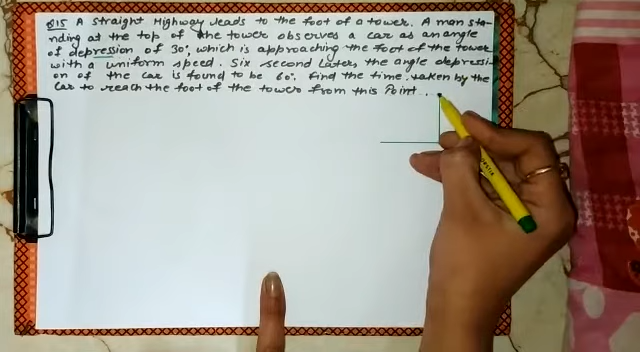 Q15 A straight Highway leads to the foot of a tower. A man sta-
nding at the top of the tower observes a car as an angle
of depression of 30°, which is approaching the foot of the tower
with a uniform speed. Six second later, the angle depressi-
on of the car is found to be 60°. Find the time taken by the
Car to reach the foot of the tower from this Point..